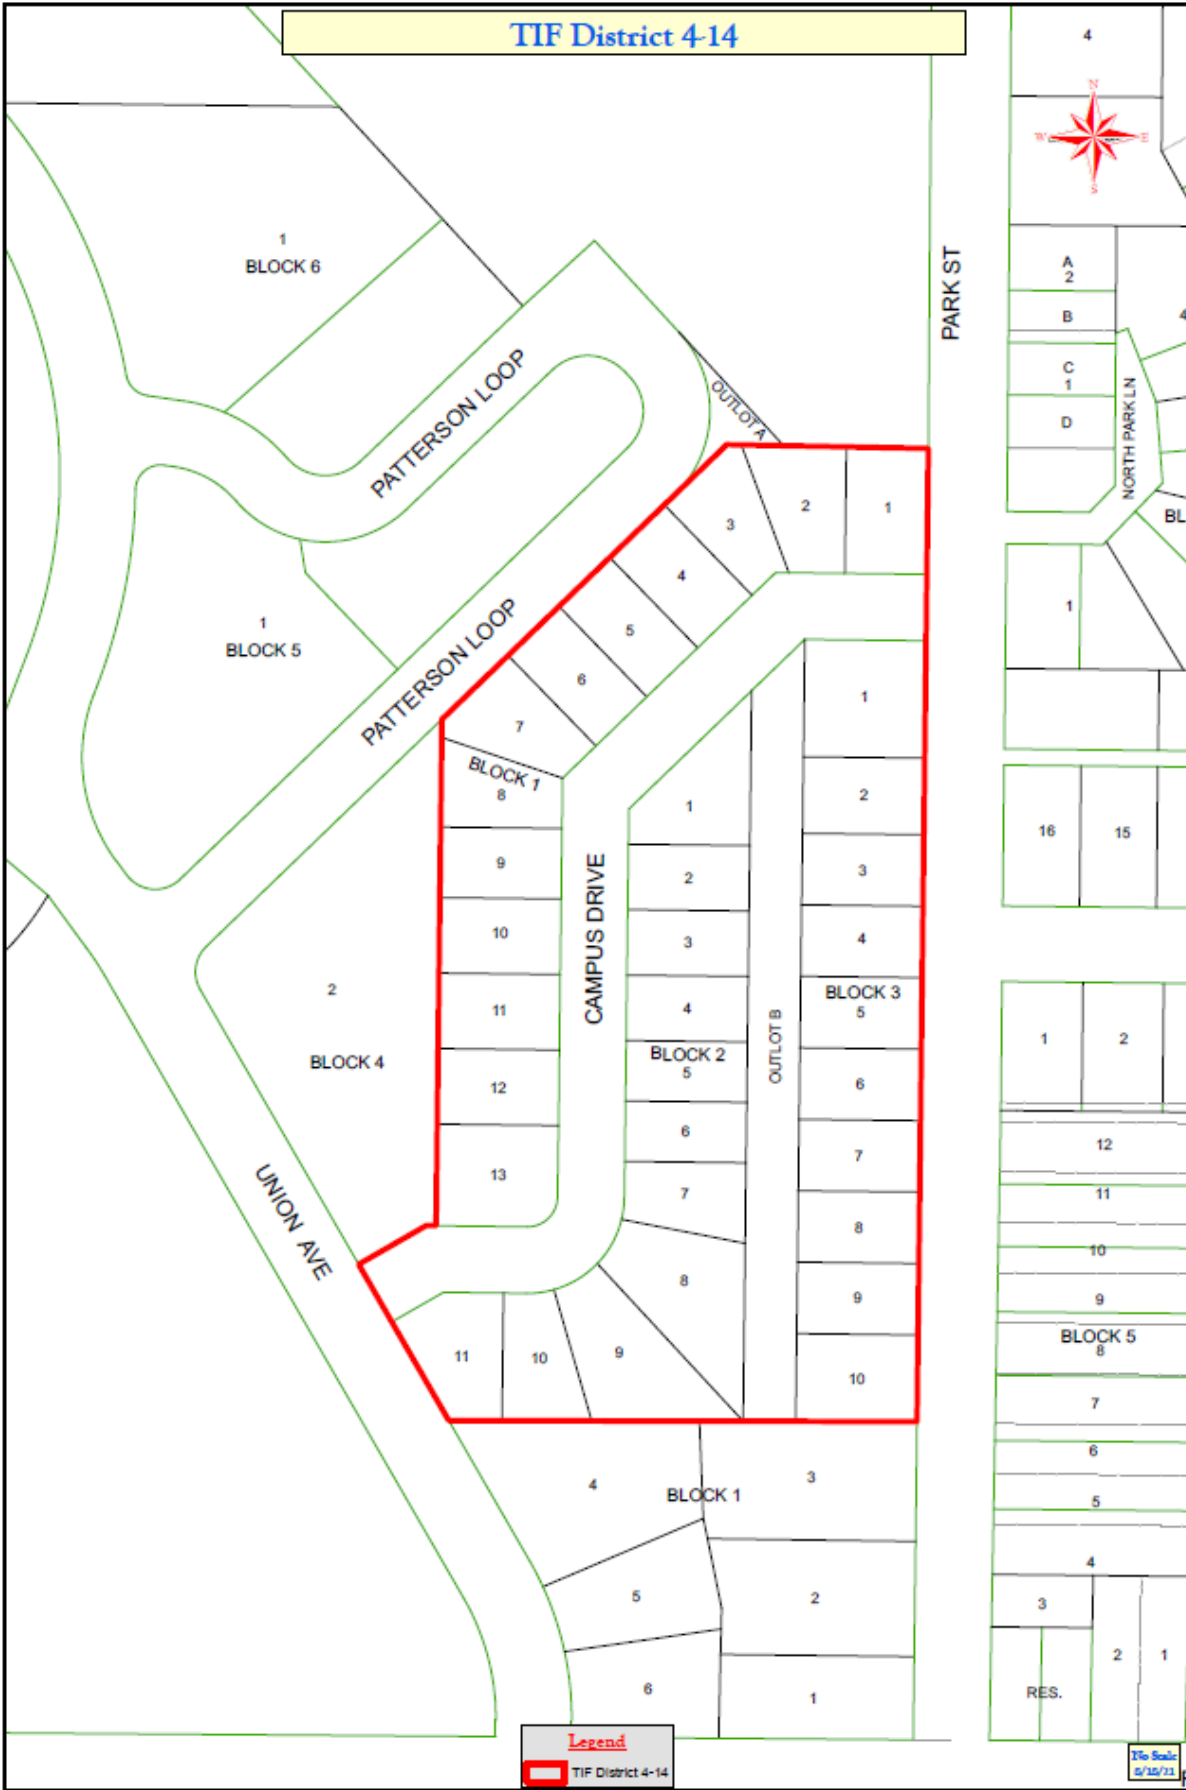 TIF District 4-14
4
N
W
E
S
1
BLOCK 6
PARK ST
A
2
B
4
C
1
D
NORTH PARK LN
PATTERSON LOOP
OUTLOT A
BL
1
2
3
4
5
6
7
1
BLOCK 5
PATTERSON LOOP
1
BLOCK 1
8
9
10
11
12
13
CAMPUS DRIVE
1
2
3
4
BLOCK 2
5
6
7
8
9
10
11
OUTLOT B
1
2
3
4
BLOCK 3
5
6
7
8
9
10
16
15
2
BLOCK 4
UNION AVE
1
2
12
11
10
9
BLOCK 5
8
7
6
5
4
3
2
1
RES.
4
BLOCK 1
3
5
2
6
1
Legend
TIF District 4-14
No Scale